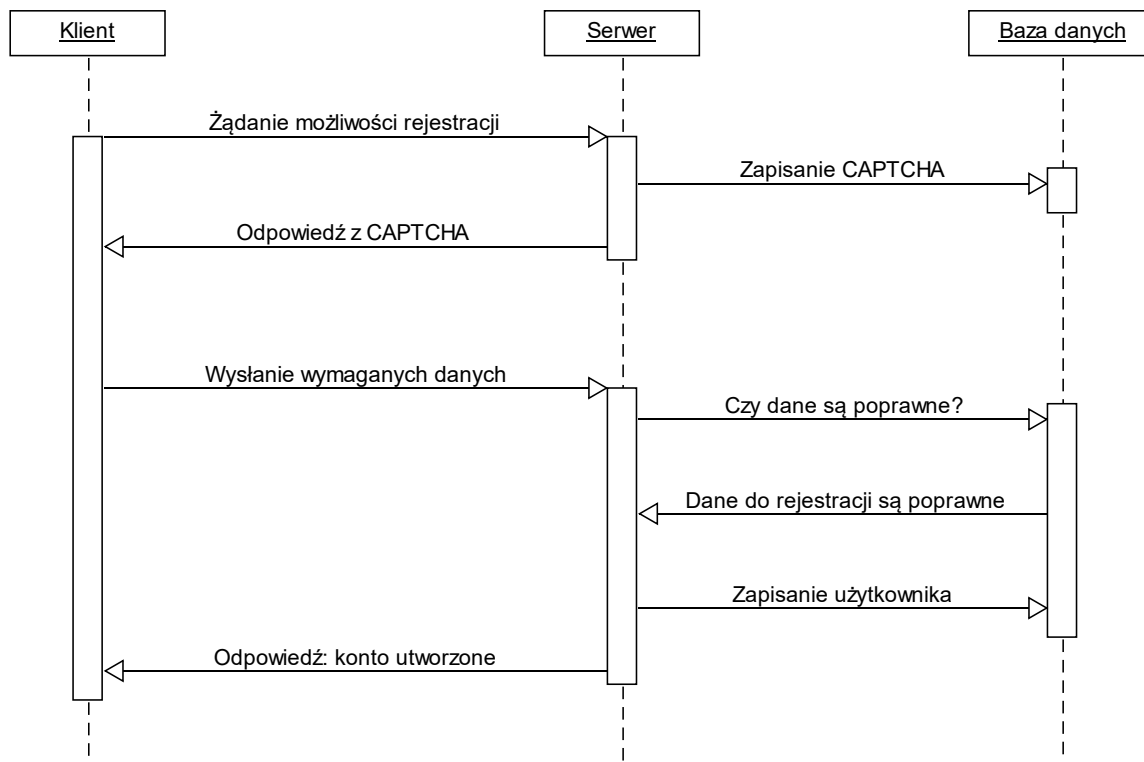 Klient
Serwer
Baza danych
Żądanie możliwości rejestracji
Zapisanie CAPTCHA
Odpowiedź z CAPTCHA
Wysłanie wymaganych danych
Czy dane są poprawne?
Dane do rejestracji są poprawne
Zapisanie użytkownika
Odpowiedź: konto utworzone